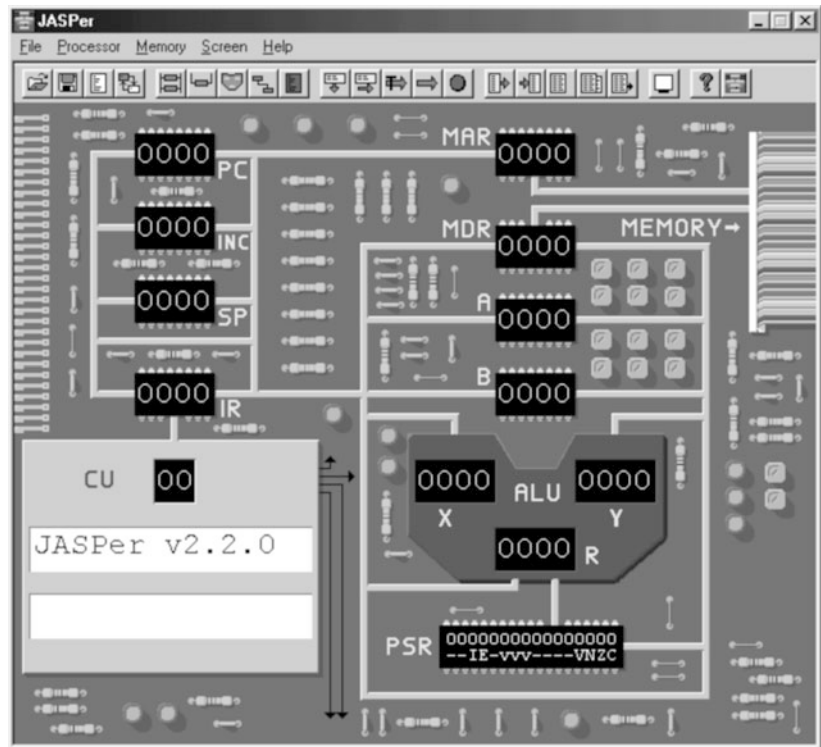 JASPer
File Processor Memory Screen Help
0000 PC
MAR 0000
0000 INC
MDR 0000
MEMORY→
0000 SP
A 0000
B 0000
0000 IR
CU 00
0000 X
ALU
0000 Y
0000 R
JASPer v2.2.0
PSR 0000000000000000
--IE-vvv----VNZC